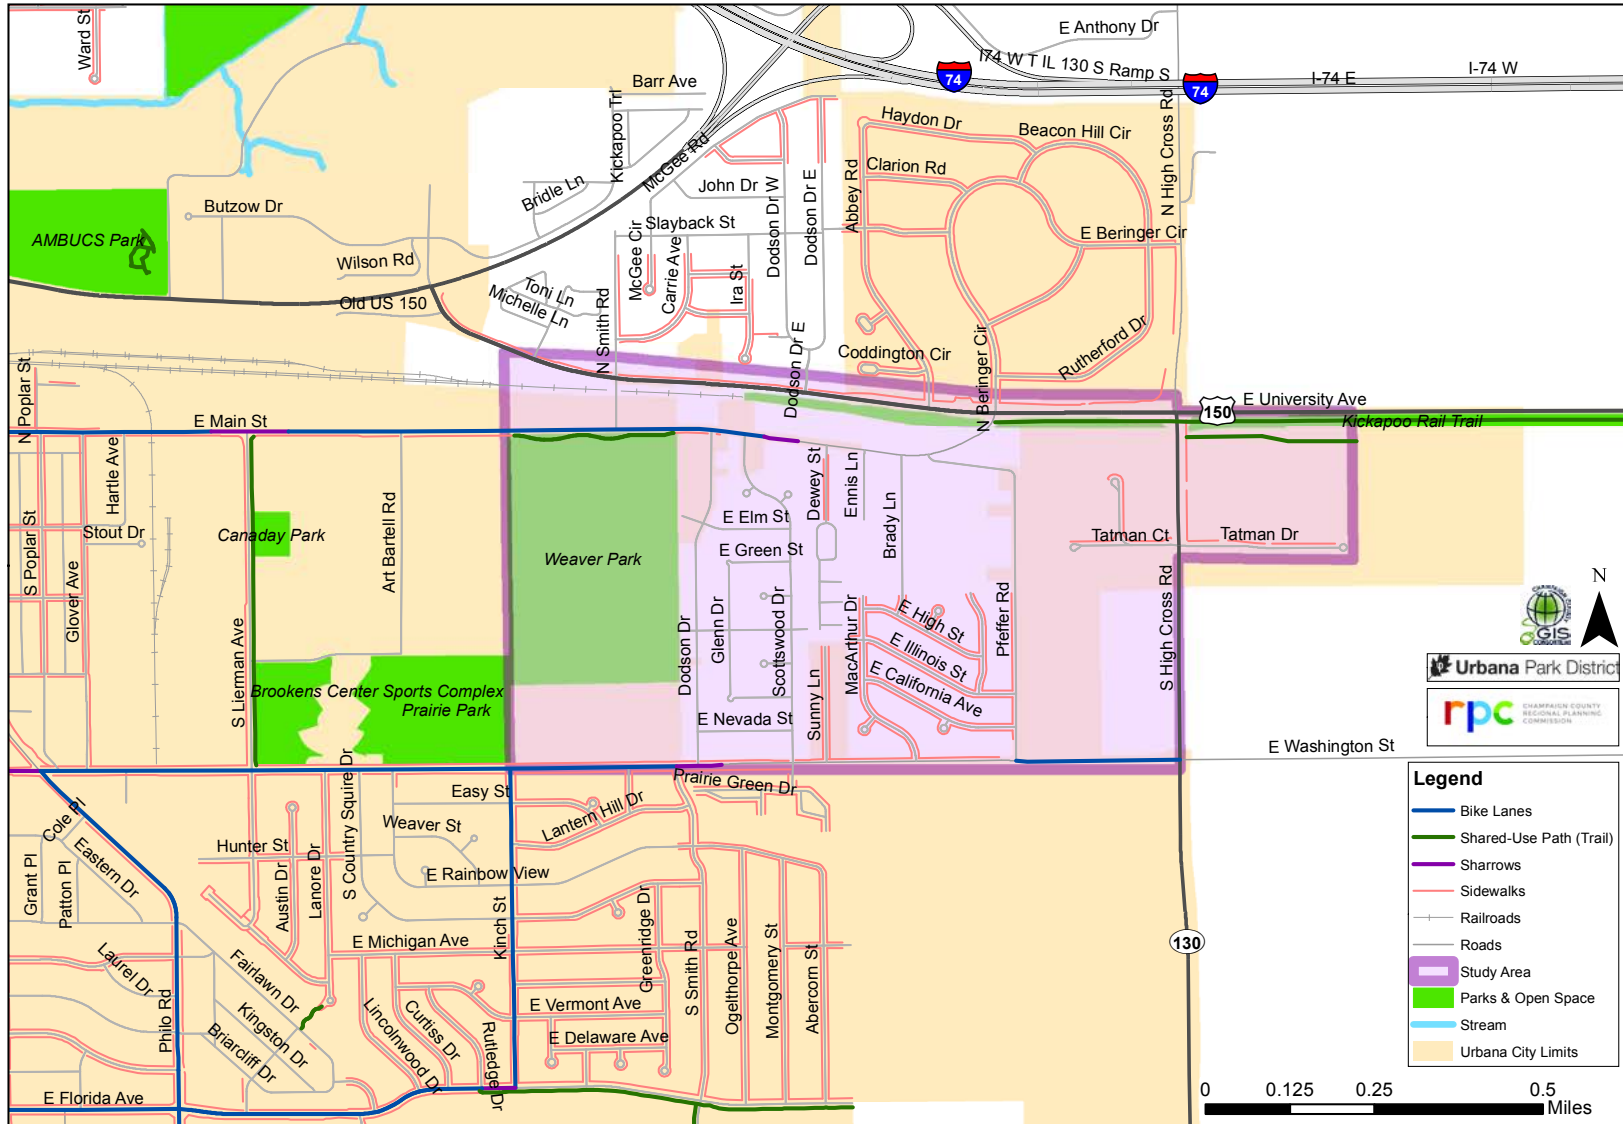 Ward St
E Anthony Dr
I74 W T IL 130 S Ramp S
74
74
I-74 E
I-74 W
Barr Ave
Kickapoo Trl
McGee Rd
Haydon Dr
Beacon Hill Cir
N High Cross Rd
Bridle Ln
John Dr
Dodson Dr W
Dodson Dr E
Abbey Rd
Clarion Rd
Butzow Dr
AMBUCS Park
Slayback St
E Beringer Cir
Wilson Rd
McGee Cir
Carrie Ave
Ira St
Toni Ln
Michelle Ln
Old US 150
N Smith Rd
Dodson Dr E
Coddington Cir
N Beringer Cir
Rutherford Dr
N Poplar St
E Main St
150
E University Ave
Kickapoo Rail Trail
Hartle Ave
Stout Dr
Canaday Park
Art Bartell Rd
Weaver Park
E Elm St
E Green St
Dewey St
Ennis Ln
Brady Ln
Tatman Ct
Tatman Dr
S Poplar St
Glover Ave
S Lierman Ave
Dodson Dr
Glenn Dr
Scottswood Dr
Sunny Ln
MacArthur Dr
E High St
E Illinois St
E California Ave
Pfeffer Rd
S High Cross Rd
Brookens Center Sports Complex
Prairie Park
E Nevada St
E Washington St
N
GIS
CONSORTIUM
Urbana Park District
rpc
CHAMPAIGN COUNTY
REGIONAL PLANNING
COMMISSION
Prairie Green Dr
Easy St
Lantern Hill Dr
Cole Pl
Weaver St
Hunter St
S Country Squire Dr
E Rainbow View
Grant Pl
Patton Pl
Eastern Dr
Austin Dr
Lanore Dr
Kinch St
E Michigan Ave
Greenridge Dr
S Smith Rd
Ogelthorpe Ave
Montgomery St
Abercorn St
130
Laurel Dr
Philo Rd
Fairlawn Dr
Kingston Dr
Briarcliff Dr
Lincolnwood Dr
Curtiss Dr
Rutledge Dr
E Vermont Ave
E Delaware Ave
E Florida Ave
Legend
Bike Lanes
Shared-Use Path (Trail)
Sharrows
Sidewalks
Railroads
Roads
Study Area
Parks & Open Space
Stream
Urbana City Limits
0 0.125 0.25 0.5
Miles